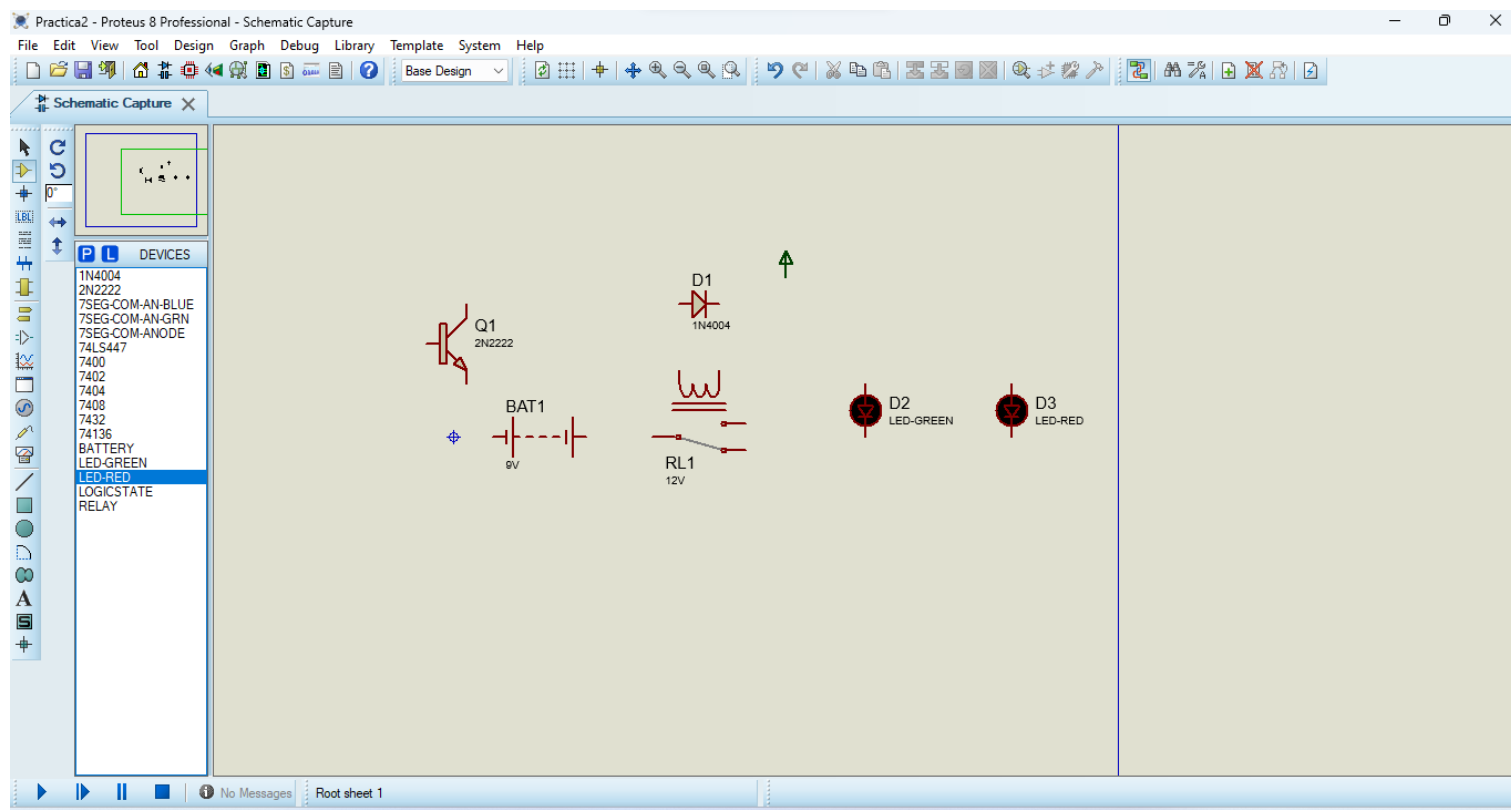 Practica2 - Proteus 8 Professional - Schematic Capture
File Edit View Tool Design Graph Debug Library Template System Help
Base Design
Schematic Capture
0°
LBL
P L DEVICES
1N4004
2N2222
7SEG-COM-AN-BLUE
7SEG-COM-AN-GRN
7SEG-COM-ANODE
74LS447
7400
7402
7404
7408
7432
74136
BATTERY
LED-GREEN
LED-RED
LOGICSTATE
RELAY
A
S
D1
1N4004
Q1
2N2222
BAT1
9V
RL1
12V
D2
LED-GREEN
D3
LED-RED
No Messages
Root sheet 1